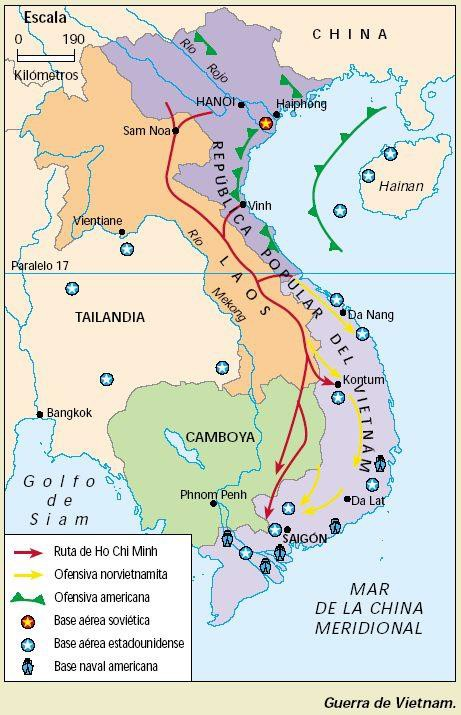 Escala
0 190
Kilómetros
CHINA
Río Rojo
HANOI
Haiphong
Sam Noa
Hainan
REPÚBLICA POPULAR DEL VIETNAM
Vinh
Vientiane
Río Mekong
LAOS
Paralelo 17
TAILANDIA
Da Nang
Kontum
Bangkok
CAMBOYA
Golfo
de
Siam
Phnom Penh
Da Lat
SAIGÓN
MAR
DE LA CHINA
MERIDIONAL
Ruta de Ho Chi Minh
Ofensiva norvietnamita
Ofensiva americana
Base aérea soviética
Base aérea estadounidense
Base naval americana
Guerra de Vietnam.